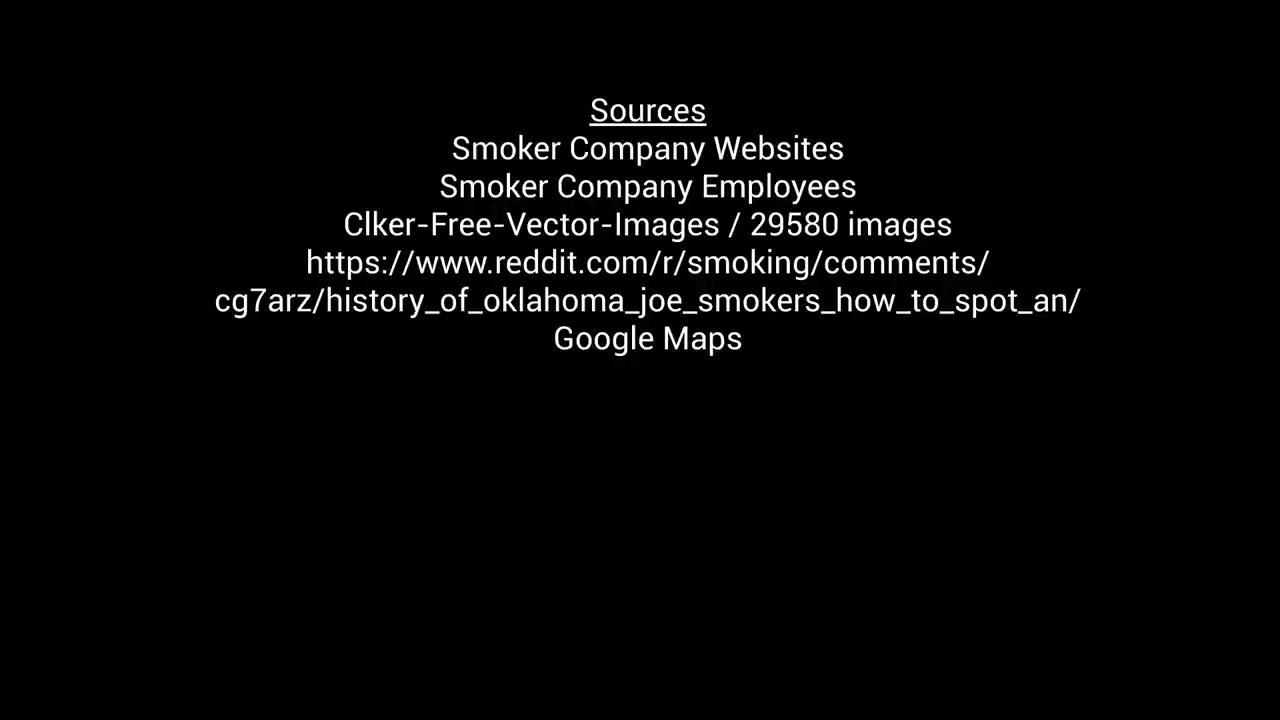 Sources
Smoker Company Websites
Smoker Company Employees
Clker-Free-Vector-Images / 29580 images
https://www.reddit.com/r/smoking/comments/
cg7arz/history_of_oklahoma_joe_smokers_how_to_spot_an/
Google Maps